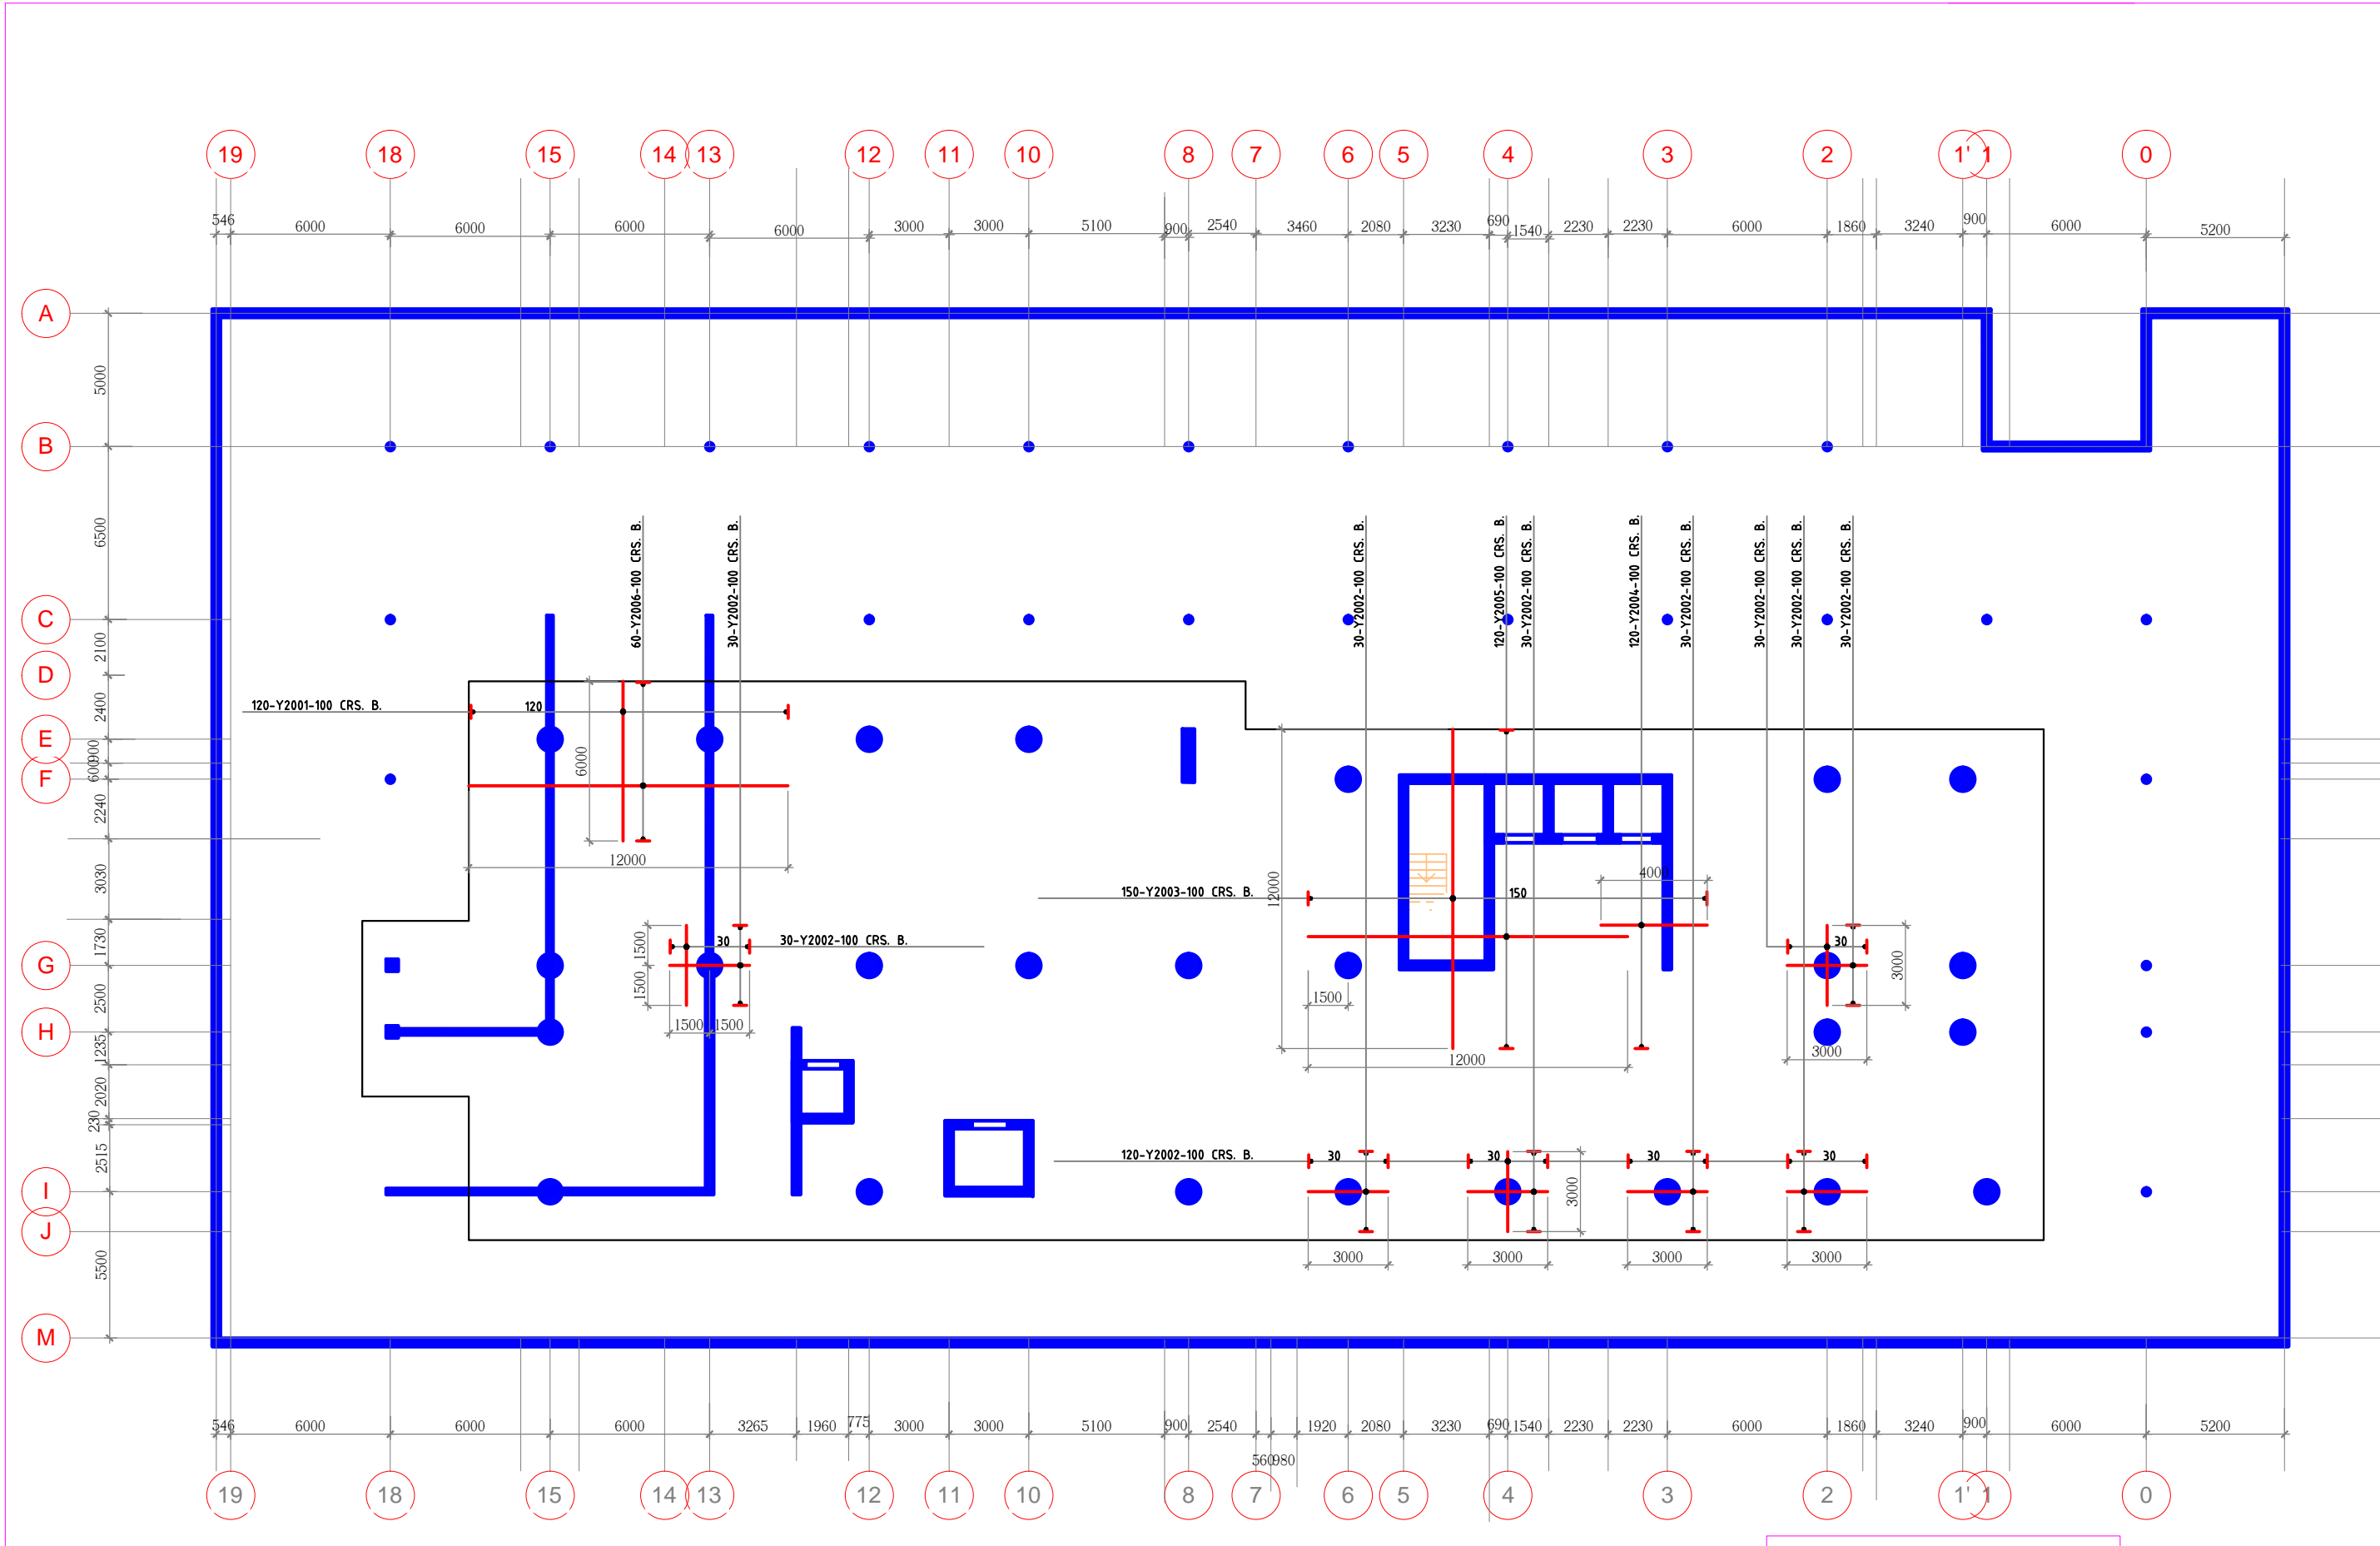 19 18 15 14 13 12 11 10 8 7 6 5 4 3 2 1' 1 0
546 6000 6000 6000 6000 3000 3000 5100 900 2540 3460 2080 3230 690 1540 2230 2230 6000 1860 3240 900 6000 5200
A
5000
B
6500
60-Y2006-100 CRS. B.
30-Y2002-100 CRS. B.
30-Y2002-100 CRS. B.
120-Y2005-100 CRS. B.
30-Y2002-100 CRS. B.
120-Y2004-100 CRS. B.
30-Y2002-100 CRS. B.
30-Y2002-100 CRS. B.
30-Y2002-100 CRS. B.
30-Y2002-100 CRS. B.
C
2100
D
2400
120-Y2001-100 CRS. B. 120
E
900
600
F
6000
2240
12000
3030
12000
400
150-Y2003-100 CRS. B. 150
1730
1500 30 30-Y2002-100 CRS. B.
30
3000
G
1500
1500
2500
1500 1500
H
1235
3000
12000
2020
230
2515
120-Y2002-100 CRS. B. 30 30 30 30
3000
I
J
5500
3000 3000 3000 3000
M
546 6000 6000 6000 3265 1960 775 3000 3000 5100 900 2540 1920 2080 3230 690 1540 2230 2230 6000 1860 3240 900 6000 5200
560 980
19 18 15 14 13 12 11 10 8 7 6 5 4 3 2 1' 1 0